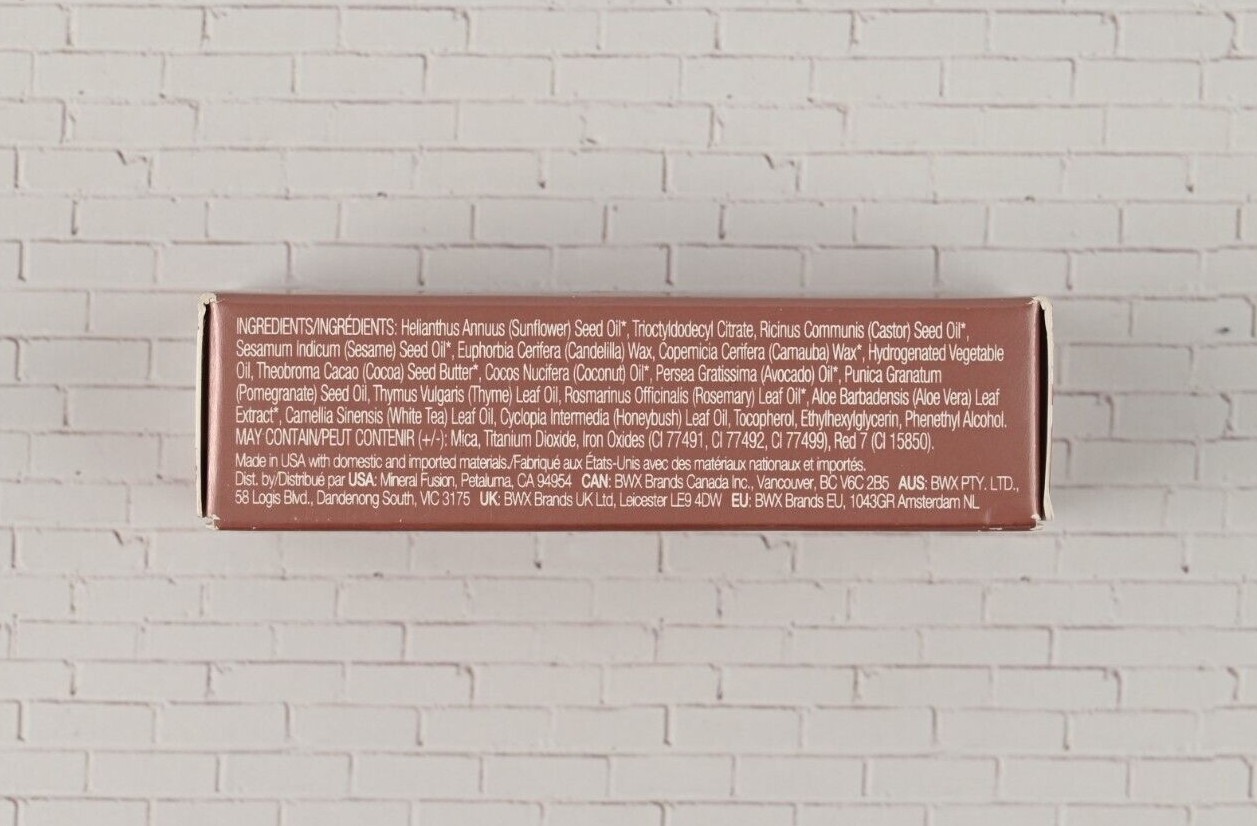 INGREDIENTS/INGRÉDIENTS: Helianthus Annuus (Sunflower) Seed Oil*, Trioctyldodecyl Citrate, Ricinus Communis (Castor) Seed Oil*,
Sesamum Indicum (Sesame) Seed Oil*, Euphorbia Cerifera (Candelilla) Wax, Copernicia Cerifera (Carnauba) Wax*, Hydrogenated Vegetable
Oil, Theobroma Cacao (Cocoa) Seed Butter*, Cocos Nucifera (Coconut) Oil*, Persea Gratissima (Avocado) Oil*, Punica Granatum
(Pomegranate) Seed Oil, Thymus Vulgaris (Thyme) Leaf Oil, Rosmarinus Officinalis (Rosemary) Leaf Oil*, Aloe Barbadensis (Aloe Vera) Leaf
Extract*, Camellia Sinensis (White Tea) Leaf Oil, Cyclopia Intermedia (Honeybush) Leaf Oil, Tocopherol, Ethylhexylglycerin, Phenethyl Alcohol.
MAY CONTAIN/PEUT CONTENIR (+/-): Mica, Titanium Dioxide, Iron Oxides (CI 77491, CI 77492, CI 77499), Red 7 (CI 15850).
Made in USA with domestic and imported materials./Fabriqué aux États-Unis avec des matériaux nationaux et importés.
Dist. by/Distribué par USA: Mineral Fusion, Petaluma, CA 94954 CAN: BWX Brands Canada Inc., Vancouver, BC V6C 2B5 AUS: BWX PTY. LTD.,
58 Logis Blvd., Dandenong South, VIC 3175 UK: BWX Brands UK Ltd, Leicester LE9 4DW EU: BWX Brands EU, 1043GR Amsterdam NL